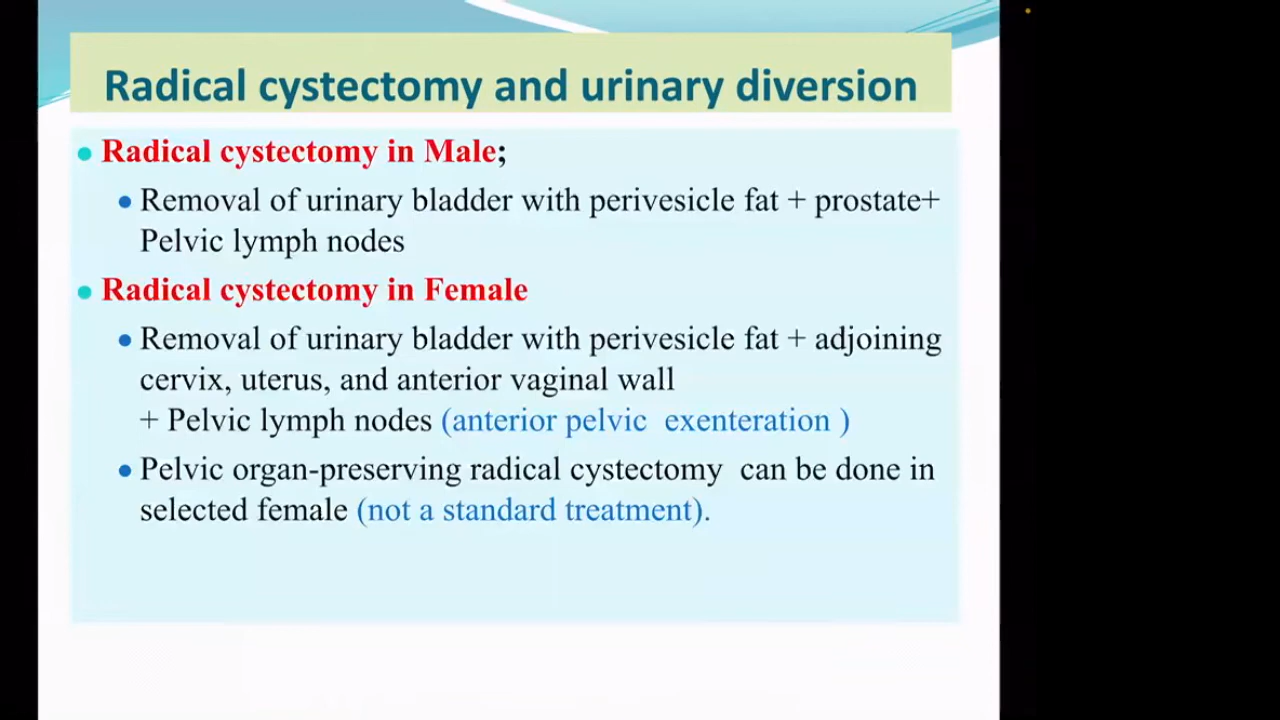 Radical cystectomy and urinary diversion
Radical cystectomy in Male;
Removal of urinary bladder with perivesicle fat + prostate+
Pelvic lymph nodes
Radical cystectomy in Female
Removal of urinary bladder with perivesicle fat + adjoining
cervix, uterus, and anterior vaginal wall
+ Pelvic lymph nodes (anterior pelvic  exenteration )
Pelvic organ-preserving radical cystectomy  can be done in
selected female (not a standard treatment).